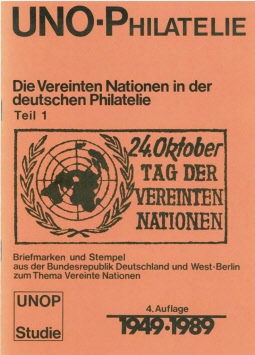 UNO-PHILATELIE
Die Vereinten Nationen in der
deutschen Philatelie
Teil 1
24. Oktober
TAG DER
VEREINTEN
NATIONEN
Briefmarken und Stempel
aus der Bundesrepublik Deutschland und West-Berlin
zum Thema Vereinte Nationen
UNOP
Studie
4. Auflage
1949-1989